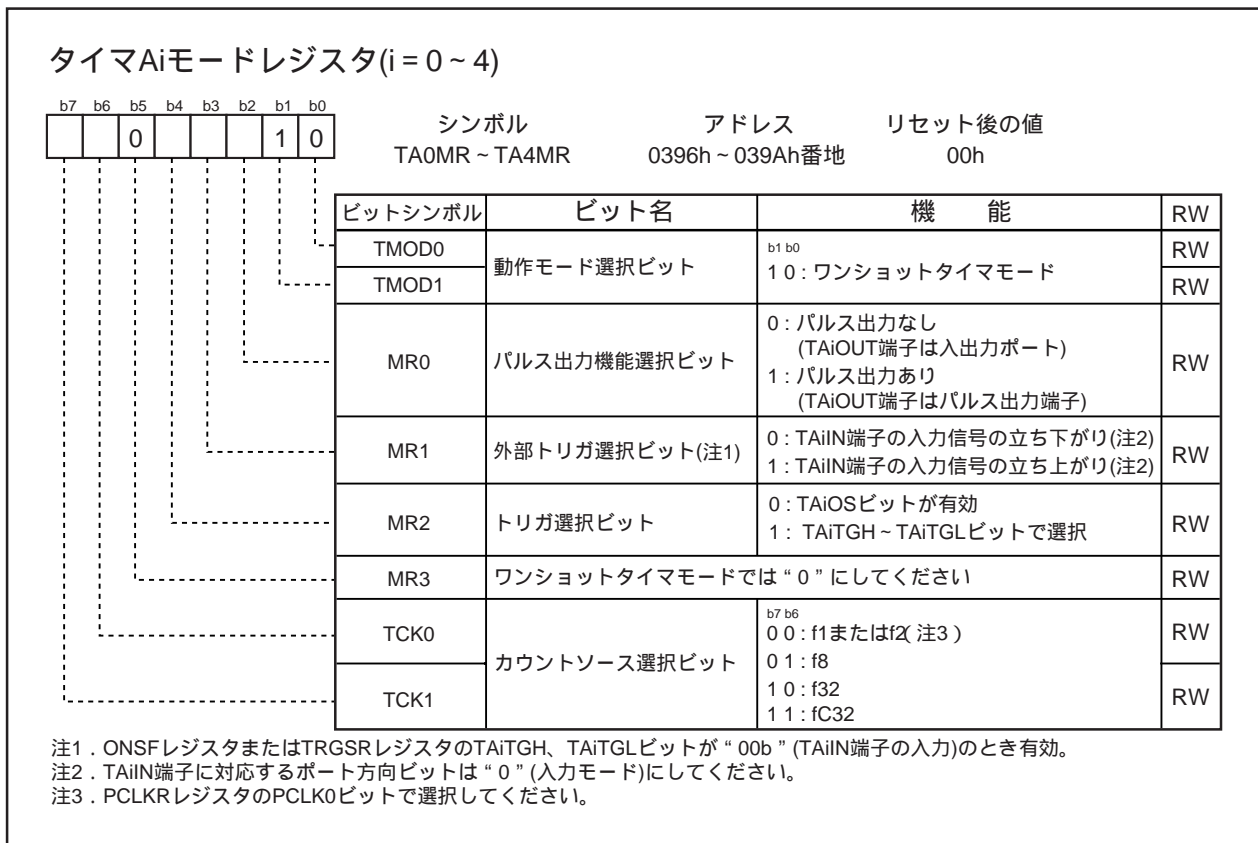 タイマAiモードレジスタ(i = 0 ~ 4)
b7 b6 b5 b4 b3 b2 b1 b0
0 1 0
シンボル アドレス リセット後の値
TA0MR ~ TA4MR 0396h ~ 039Ah番地 00h
ビットシンボル ビット名 機 能 RW
TMOD0 動作モード選択ビット b1 b0 RW
TMOD1 1 0 : ワンショットタイマモード RW
MR0 パルス出力機能選択ビット 0 : パルス出力なし RW
(TAiOUT端子は入出力ポート)
1 : パルス出力あり
(TAiOUT端子はパルス出力端子)
MR1 外部トリガ選択ビット(注1) 0 : TAiIN端子の入力信号の立ち下がり(注2) RW
1 : TAiIN端子の入力信号の立ち上がり(注2)
MR2 トリガ選択ビット 0 : TAiOSビットが有効 RW
1 : TAiTGH ~ TAiTGLビットで選択
MR3 ワンショットタイマモードでは “ 0 ” にしてください RW
TCK0 カウントソース選択ビット b7 b6 RW
0 0 : f1またはf2( 注3 )
0 1 : f8
TCK1 1 0 : f32 RW
1 1 : fC32
注1 . ONSFレジスタまたはTRGSRレジスタのTAiTGH、TAiTGLビットが “ 00b ” (TAiIN端子の入力)のとき有効。
注2 . TAiIN端子に対応するポート方向ビットは “ 0 ” (入力モード)にしてください。
注3 . PCLKRレジスタのPCLK0ビットで選択してください。